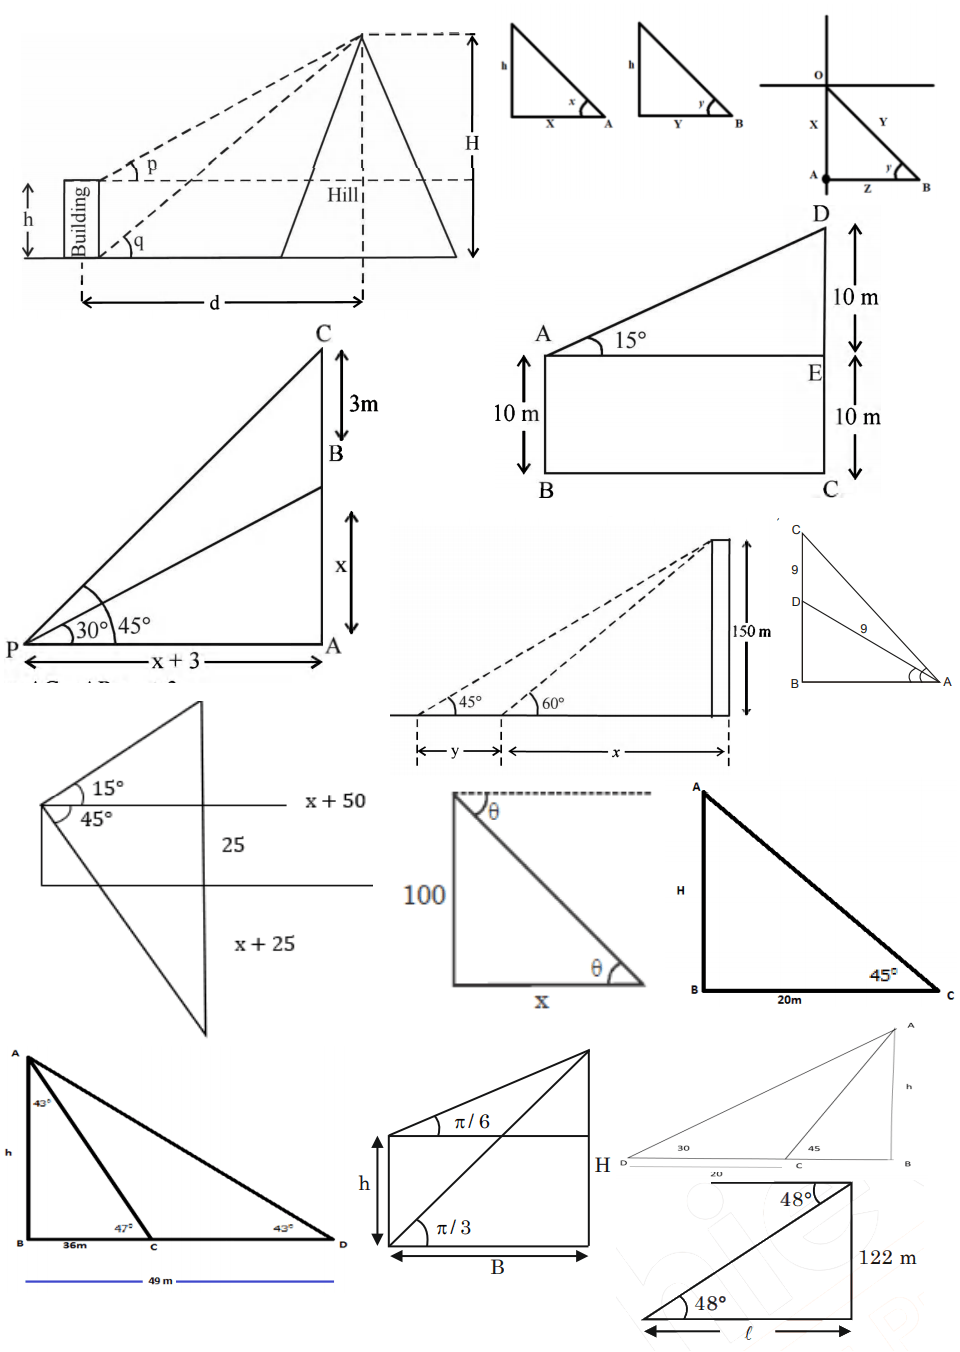 p
H
h
Building
Hill
q
d
h
x
X
A
h
y
Y
B
O
X
Y
A
y
Z
B
D
10 m
A
15°
E
10 m
10 m
B
C
C
3m
B
x
30°
45°
P
A
x + 3
150 m
45°
60°
y
x
C
9
D
9
B
A
15°
45°
x + 50
25
x + 25
θ
100
θ
x
A
H
45°
B
20m
C
A
43°
h
47°
43°
B
36m
C
D
49 m
π / 6
h
H
π / 3
B
A
h
30
45
D
C
B
20
48°
122 m
48°
ℓ